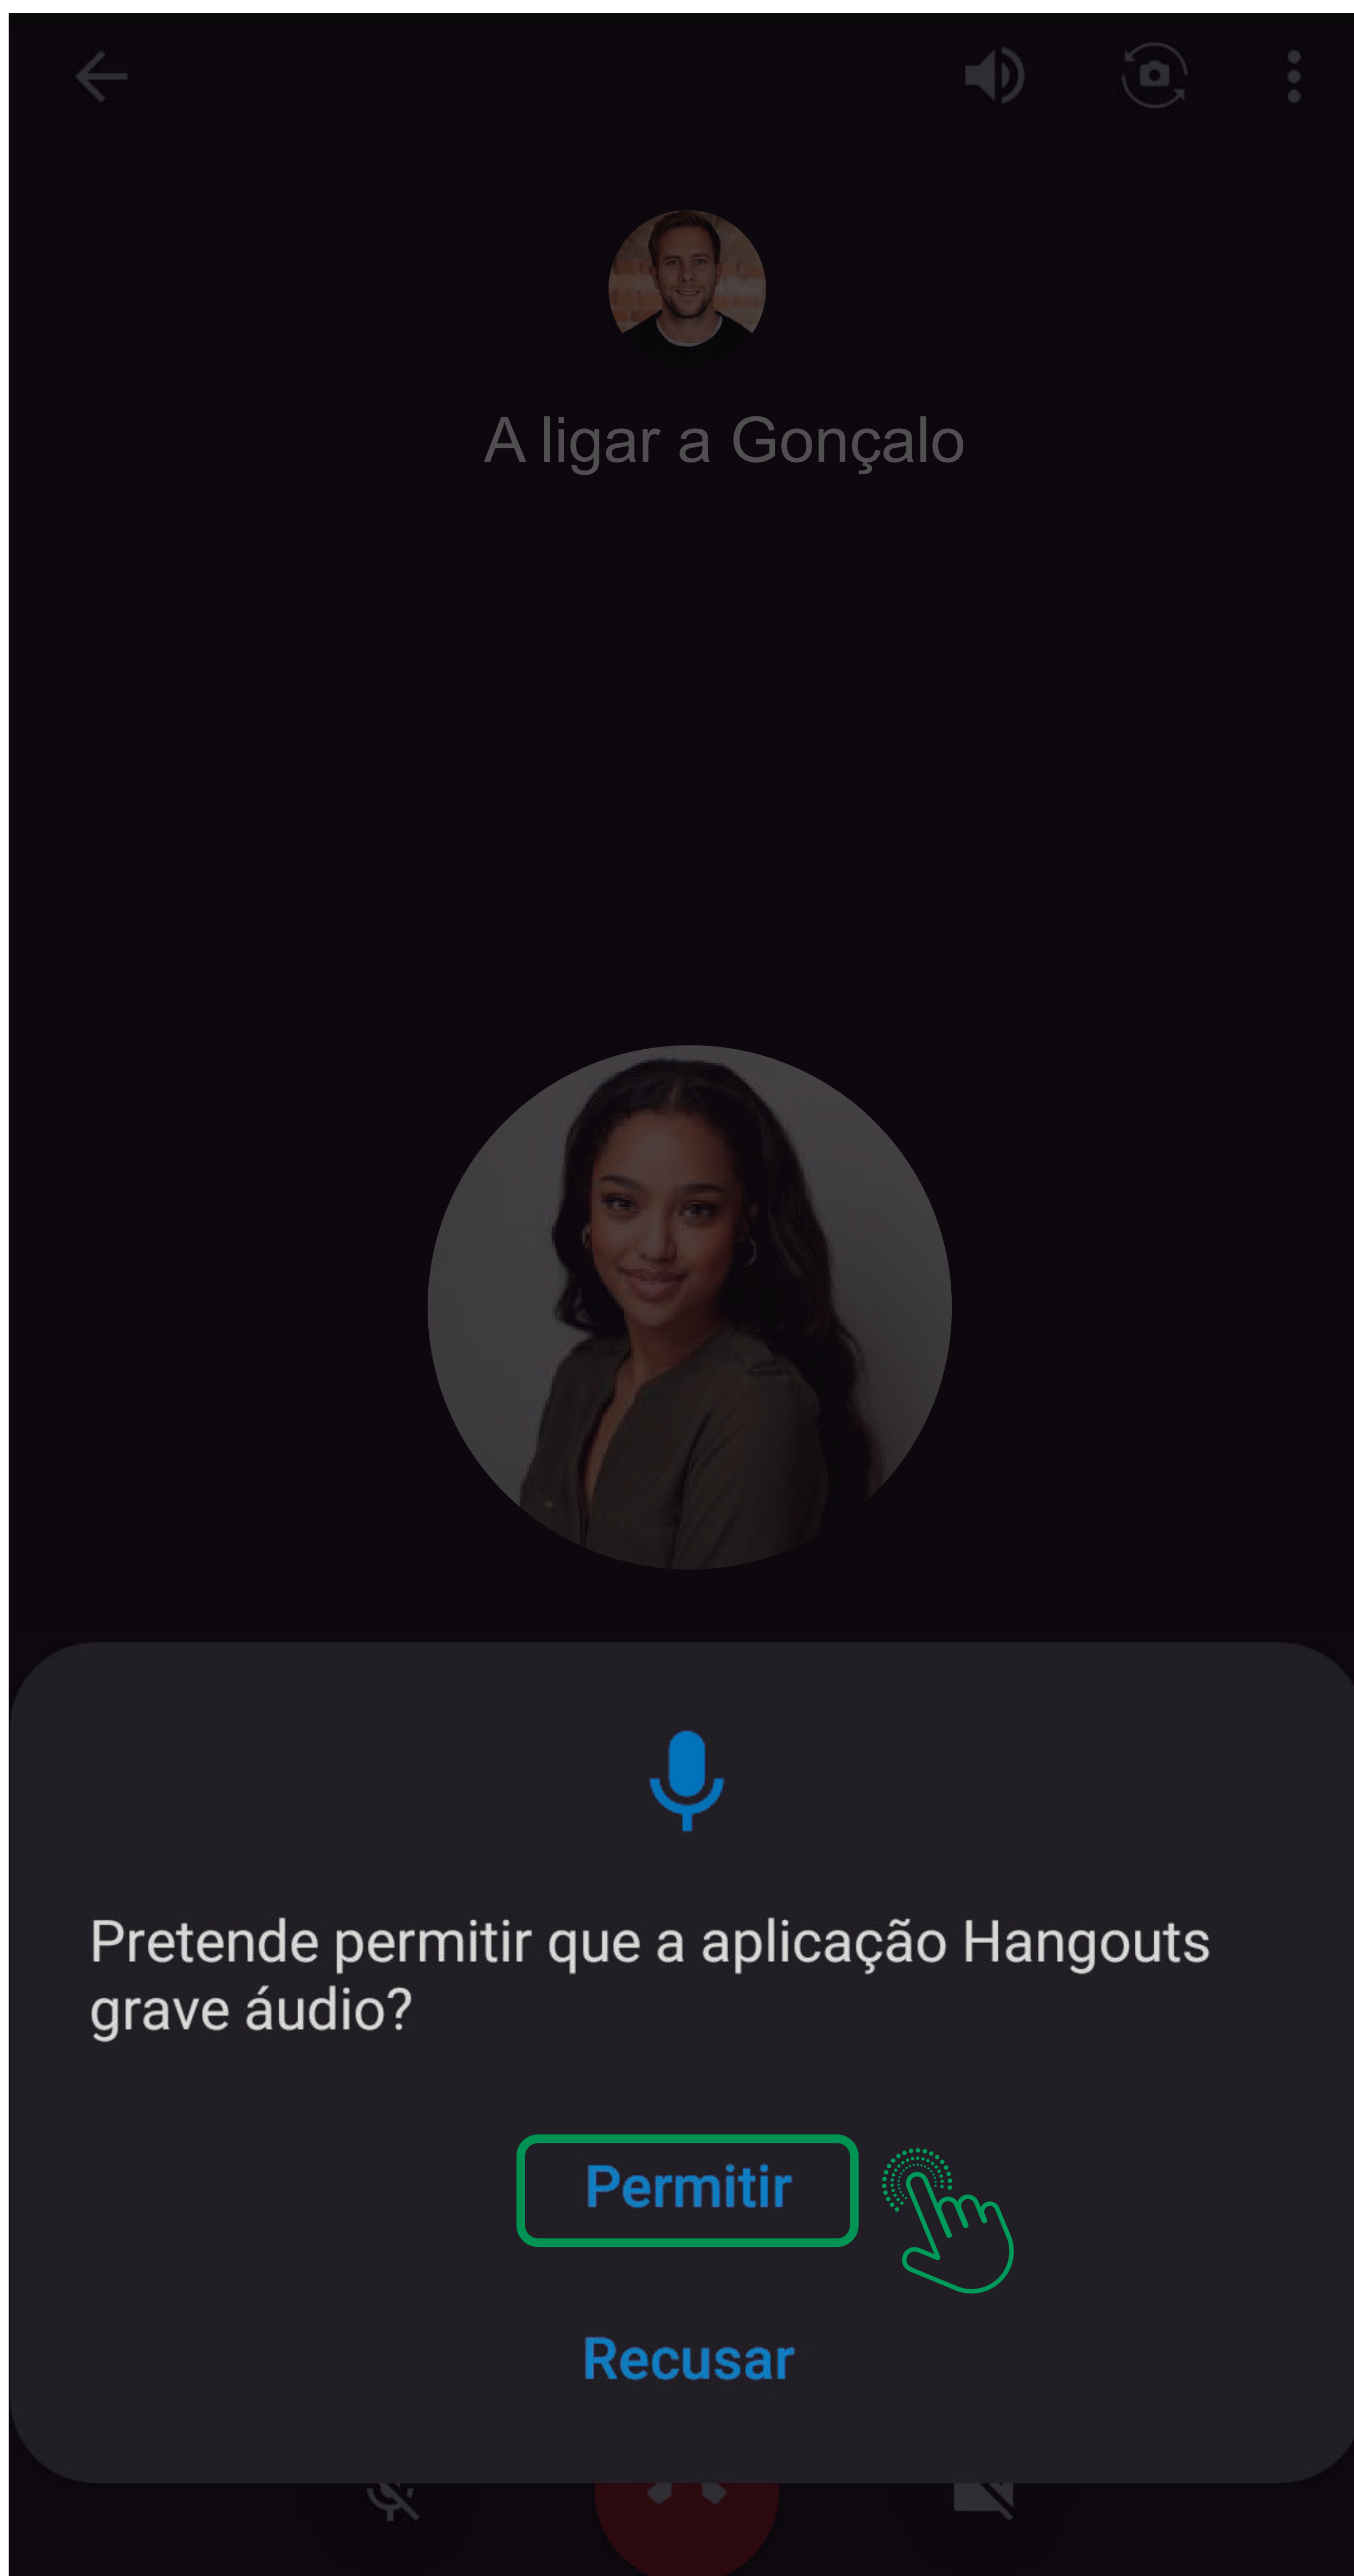 A ligar a Gonçalo
Pretende permitir que a aplicação Hangouts
grave áudio?
Permitir
Recusar